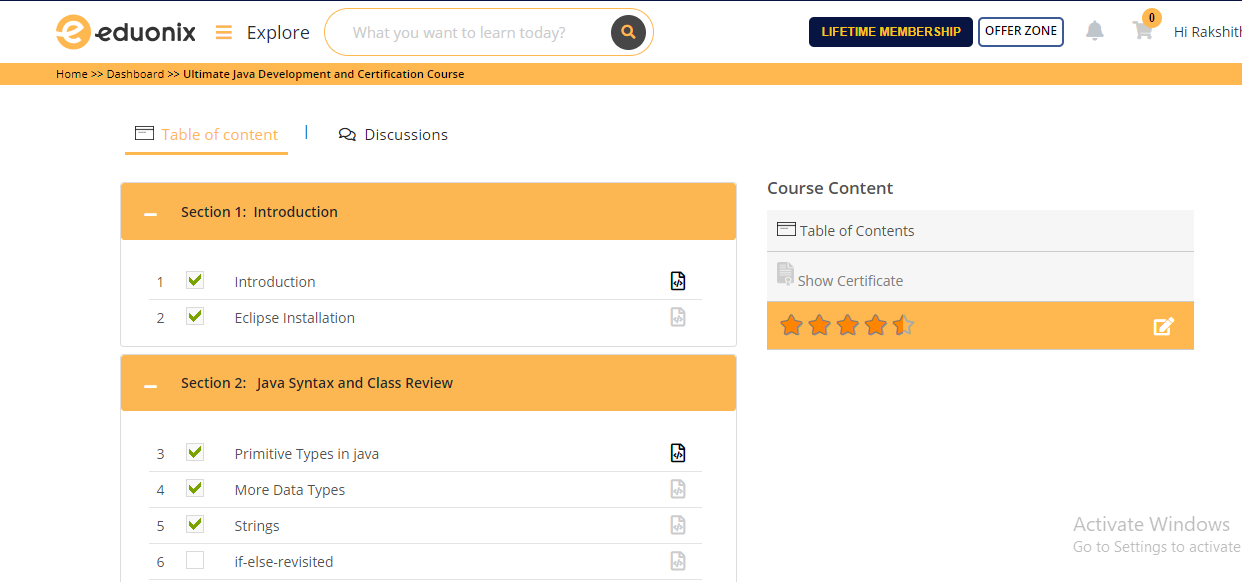 eduonix
Explore
What you want to learn today?
LIFETIME MEMBERSHIP
OFFER ZONE
0
Hi Rakshith
Home >> Dashboard >> Ultimate Java Development and Certification Course
Table of content
Discussions
Section 1: Introduction
1 Introduction
2 Eclipse Installation
Section 2: Java Syntax and Class Review
3 Primitive Types in java
4 More Data Types
5 Strings
6 if-else-revisited
Course Content
Table of Contents
Show Certificate
Activate Windows
Go to Settings to activate